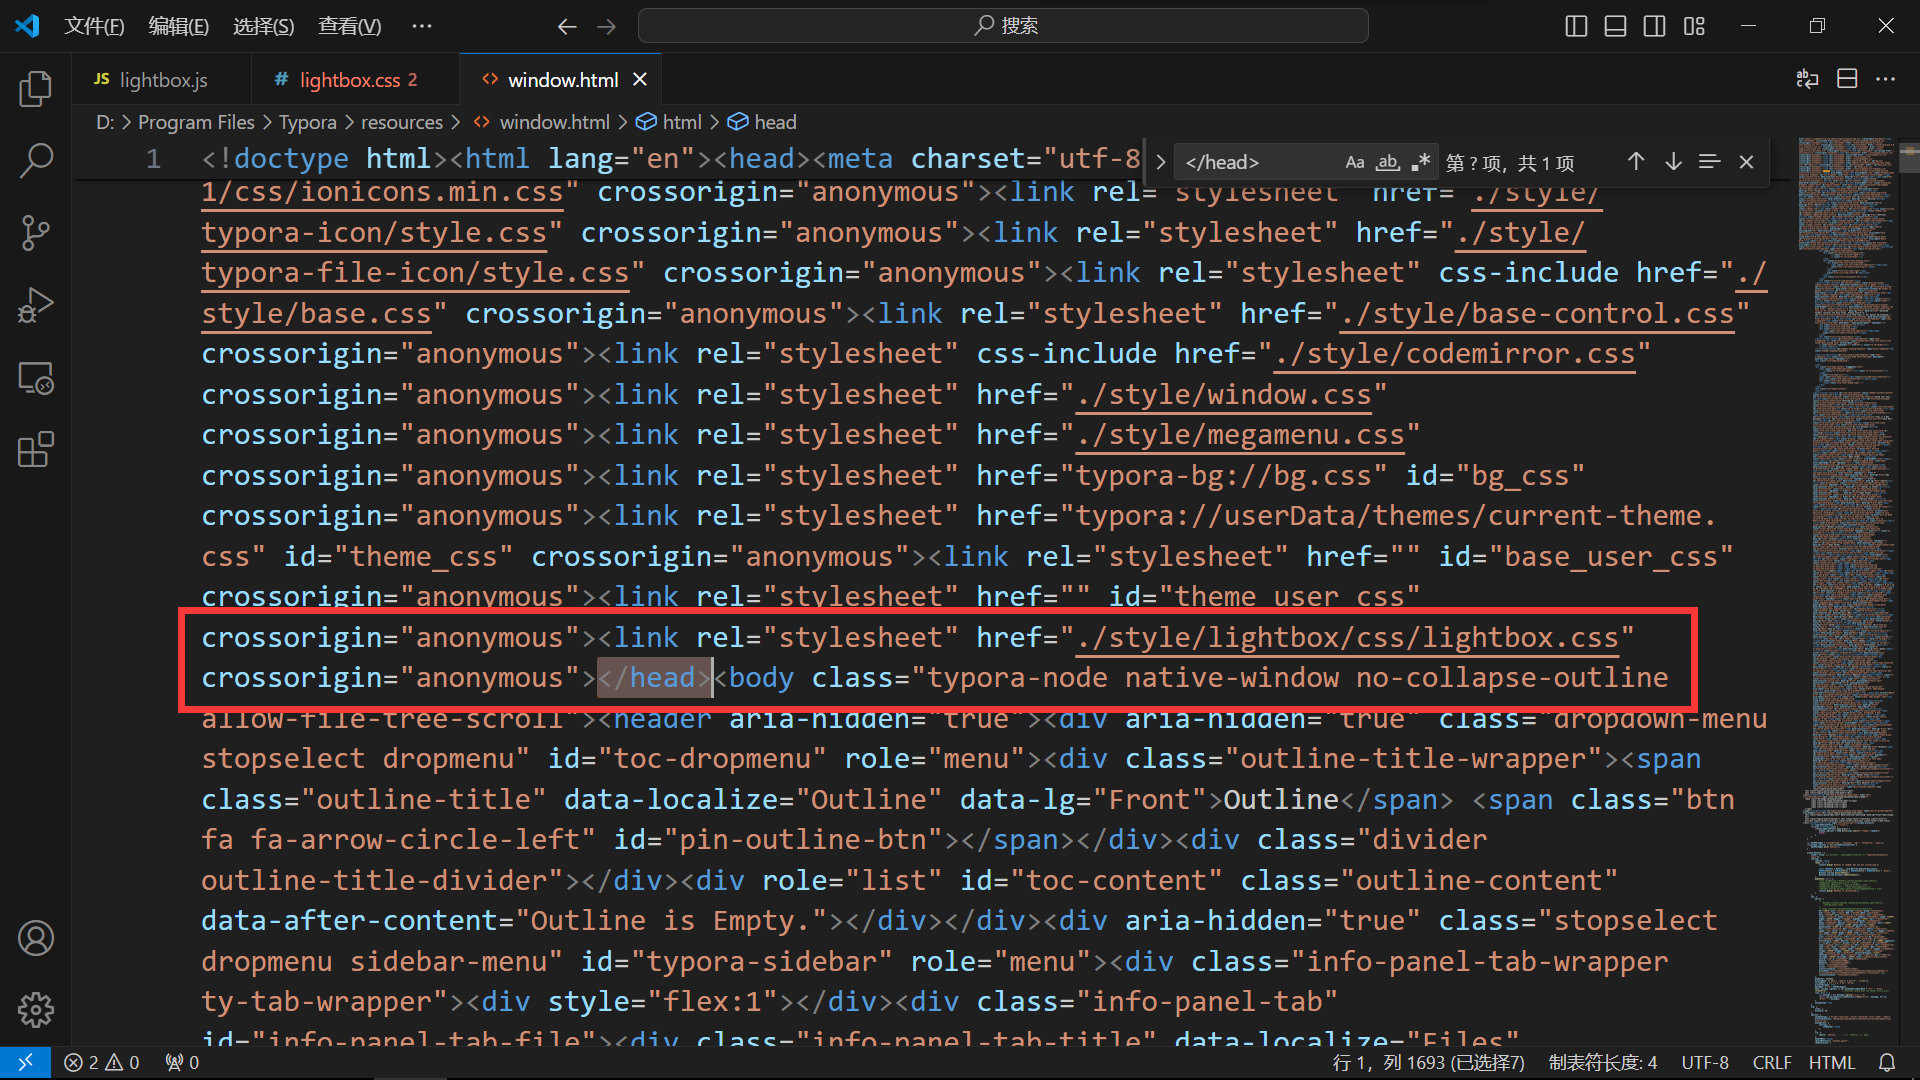 文件(F) 编辑(E) 选择(S) 查看(V) ··· 搜索
JS lightbox.js # lightbox.css 2 <> window.html
D: > Program Files > Typora > resources > <> window.html > html > head
1 <!doctype html><html lang="en"><head><meta charset="utf-8
</head> Aa ab .* 第 ? 项，共 1 项
1/css/ionicons.min.css" crossorigin="anonymous"><link rel="stylesheet" href="./style/
typora-icon/style.css" crossorigin="anonymous"><link rel="stylesheet" href="./style/
typora-file-icon/style.css" crossorigin="anonymous"><link rel="stylesheet" css-include href="./
style/base.css" crossorigin="anonymous"><link rel="stylesheet" href="./style/base-control.css"
crossorigin="anonymous"><link rel="stylesheet" css-include href="./style/codemirror.css"
crossorigin="anonymous"><link rel="stylesheet" href="./style/window.css"
crossorigin="anonymous"><link rel="stylesheet" href="./style/megamenu.css"
crossorigin="anonymous"><link rel="stylesheet" href="typora-bg://bg.css" id="bg_css"
crossorigin="anonymous"><link rel="stylesheet" href="typora://userData/themes/current-theme.
css" id="theme_css" crossorigin="anonymous"><link rel="stylesheet" href="" id="base_user_css"
crossorigin="anonymous"><link rel="stylesheet" href="" id="theme_user_css"
crossorigin="anonymous"><link rel="stylesheet" href="./style/lightbox/css/lightbox.css"
crossorigin="anonymous"></head><body class="typora-node native-window no-collapse-outline
allow-file-tree-scroll"><header aria-hidden="true"><div aria-hidden="true" class="dropdown-menu
stopselect dropmenu" id="toc-dropmenu" role="menu"><div class="outline-title-wrapper"><span
class="outline-title" data-localize="Outline" data-lg="Front">Outline</span> <span class="btn
fa fa-arrow-circle-left" id="pin-outline-btn"></span></div><div class="divider
outline-title-divider"></div><div role="list" id="toc-content" class="outline-content"
data-after-content="Outline is Empty."></div></div><div aria-hidden="true" class="stopselect
dropmenu sidebar-menu" id="typora-sidebar" role="menu"><div class="info-panel-tab-wrapper
ty-tab-wrapper"><div style="flex:1"></div><div class="info-panel-tab"
id="info-panel-tab-file"><div class="info-panel-tab-title" data-localize="Files"
2 0 0 行 1，列 1693 (已选择7) 制表符长度: 4 UTF-8 CRLF HTML